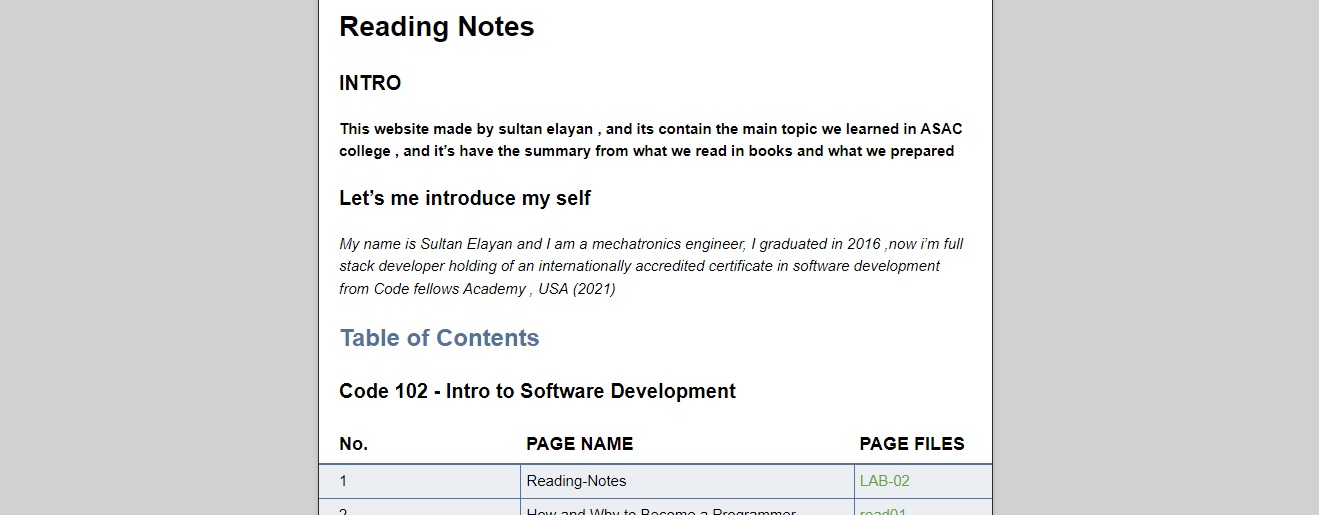 Reading Notes
INTRO
This website made by sultan elayan , and its contain the main topic we learned in ASAC
college , and it’s have the summary from what we read in books and what we prepared
Let’s me introduce my self
My name is Sultan Elayan and I am a mechatronics engineer, I graduated in 2016 ,now i’m full
stack developer holding of an internationally accredited certificate in software development
from Code fellows Academy , USA (2021)
Table of Contents
Code 102 - Intro to Software Development
No. PAGE NAME PAGE FILES
1 Reading-Notes LAB-02
2 How and Why to Become a Programmer read01